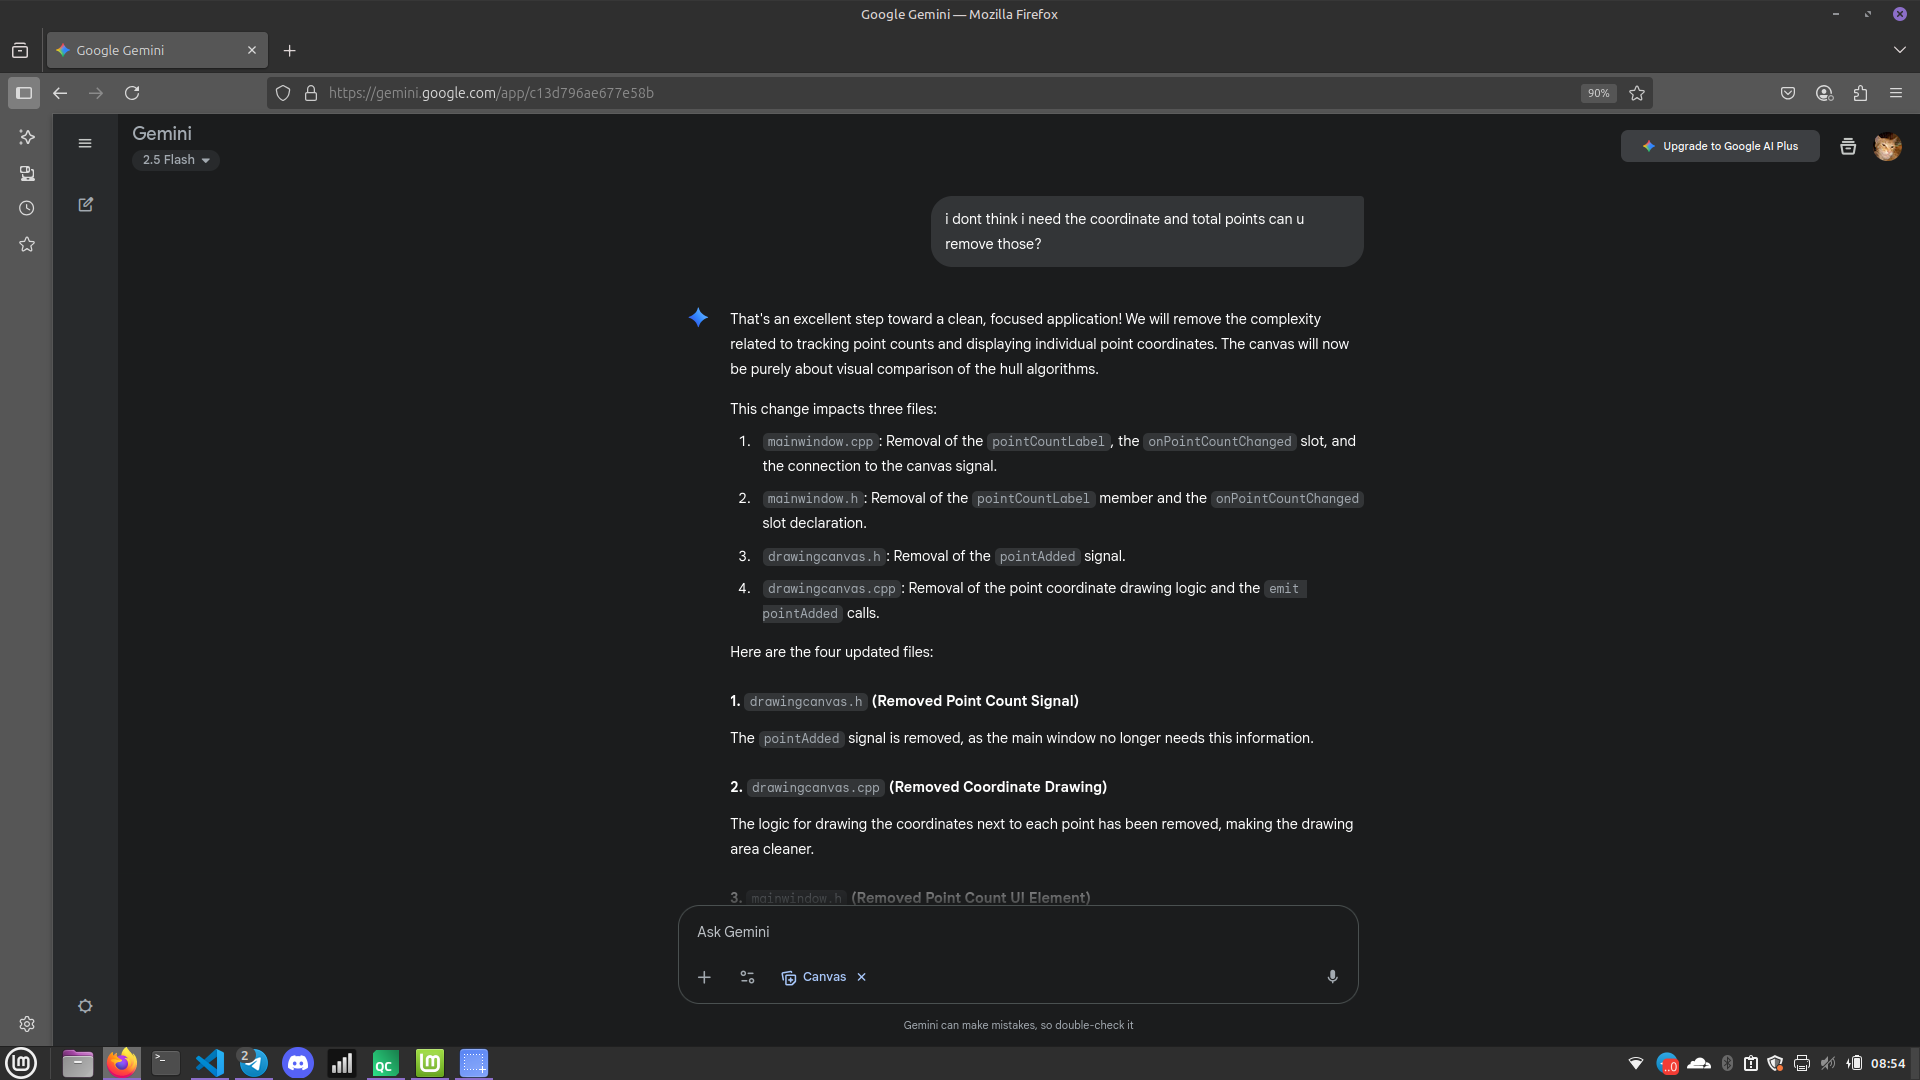 Google Gemini — Mozilla Firefox
Google Gemini
https://gemini.google.com/app/c13d796ae677e58b
90%
Gemini
2.5 Flash
Upgrade to Google AI Plus
i dont think i need the coordinate and total points can u
remove those?
That's an excellent step toward a clean, focused application! We will remove the complexity
related to tracking point counts and displaying individual point coordinates. The canvas will now
be purely about visual comparison of the hull algorithms.
This change impacts three files:
1. mainwindow.cpp: Removal of the pointCountLabel, the onPointCountChanged slot, and
the connection to the canvas signal.
2. mainwindow.h: Removal of the pointCountLabel member and the onPointCountChanged
slot declaration.
3. drawingcanvas.h: Removal of the pointAdded signal.
4. drawingcanvas.cpp: Removal of the point coordinate drawing logic and the emit
pointAdded calls.
Here are the four updated files:
1. drawingcanvas.h (Removed Point Count Signal)
The pointAdded signal is removed, as the main window no longer needs this information.
2. drawingcanvas.cpp (Removed Coordinate Drawing)
The logic for drawing the coordinates next to each point has been removed, making the drawing
area cleaner.
3. mainwindow.h (Removed Point Count UI Element)
Ask Gemini
Canvas
Gemini can make mistakes, so double-check it
2
QC
..0
08:54